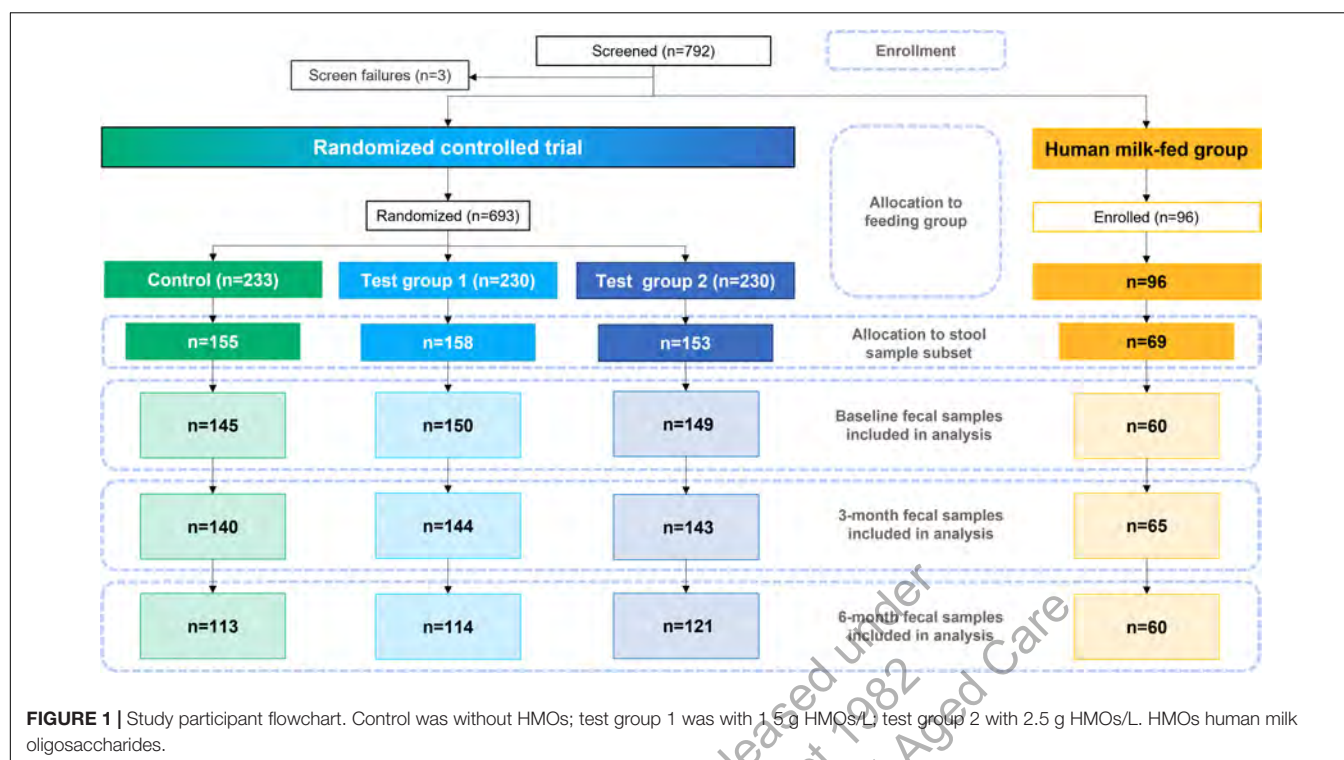 Screened (n=792)
Enrollment
Screen failures (n=3)
Randomized controlled trial
Human milk-fed group
Allocation to
feeding group
Randomized (n=693)
Enrolled (n=96)
Control (n=233)
Test group 1 (n=230)
Test group 2 (n=230)
n=96
n=155
n=158
n=153
Allocation to stool
sample subset
n=69
n=145
n=150
n=149
Baseline fecal samples
included in analysis
n=60
n=140
n=144
n=143
3-month fecal samples
included in analysis
n=65
n=113
n=114
n=121
6-month fecal samples
included in analysis
n=60
FIGURE 1 | Study participant flowchart. Control was without HMOs; test group 1 was with 1.5 g HMOs/L; test group 2 with 2.5 g HMOs/L. HMOs human milk
oligosaccharides.
under
1982
Aged Care